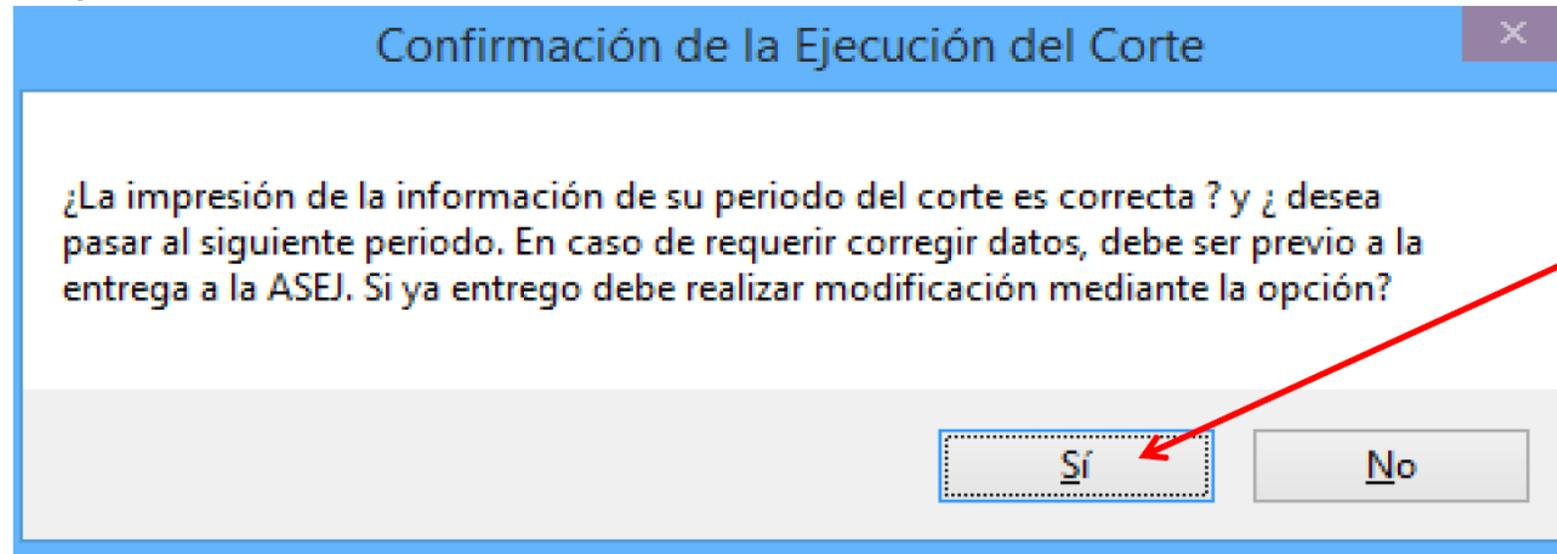 Confirmación de la Ejecución del Corte
¿La impresión de la información de su periodo del corte es correcta ? y ¿ desea
pasar al siguiente periodo. En caso de requerir corregir datos, debe ser previo a la
entrega a la ASEJ. Si ya entrego debe realizar modificación mediante la opción?
Sí No